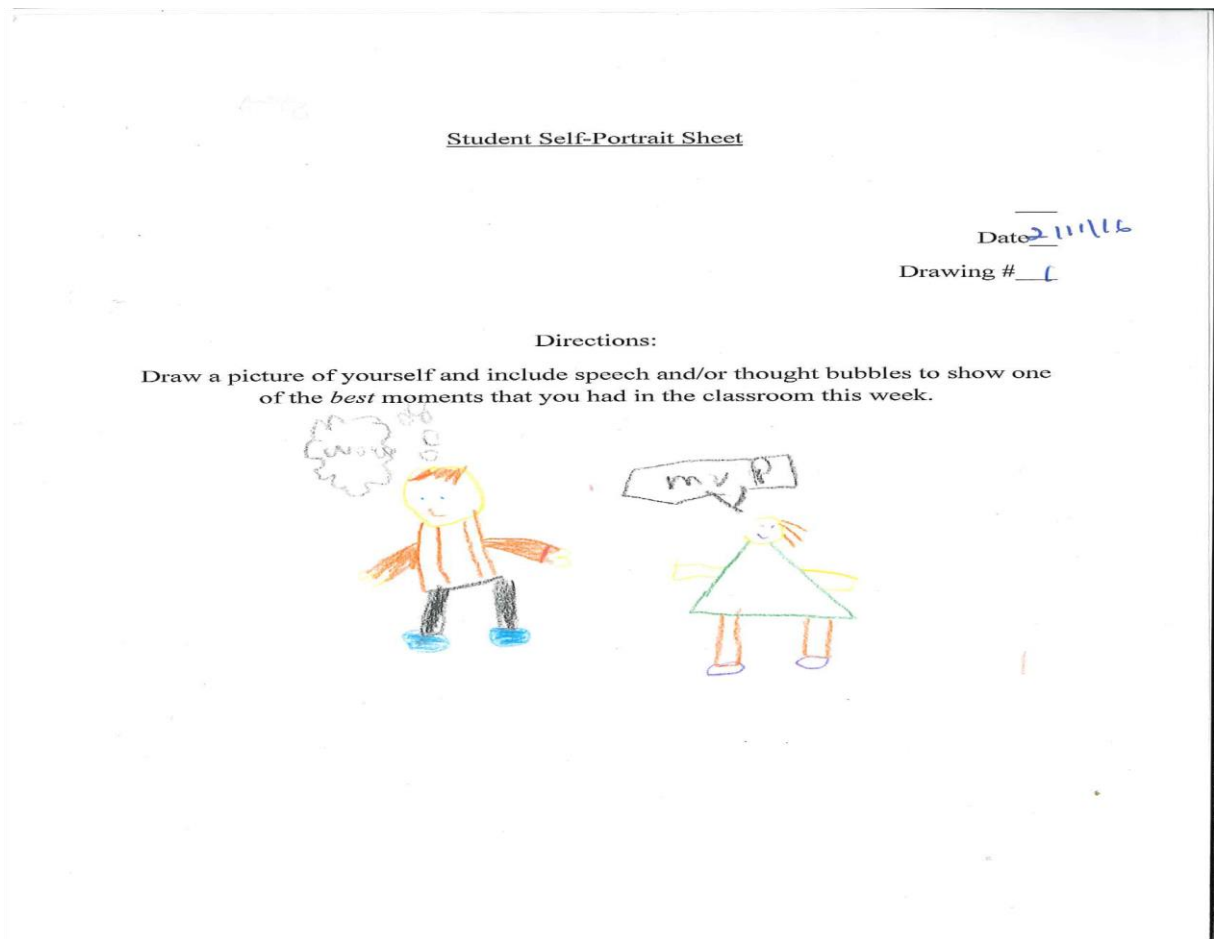 Student Self-Portrait Sheet
Date 2/11/16
Drawing # 1
Directions:
Draw a picture of yourself and include speech and/or thought bubbles to show one
of the best moments that you had in the classroom this week.
mvp